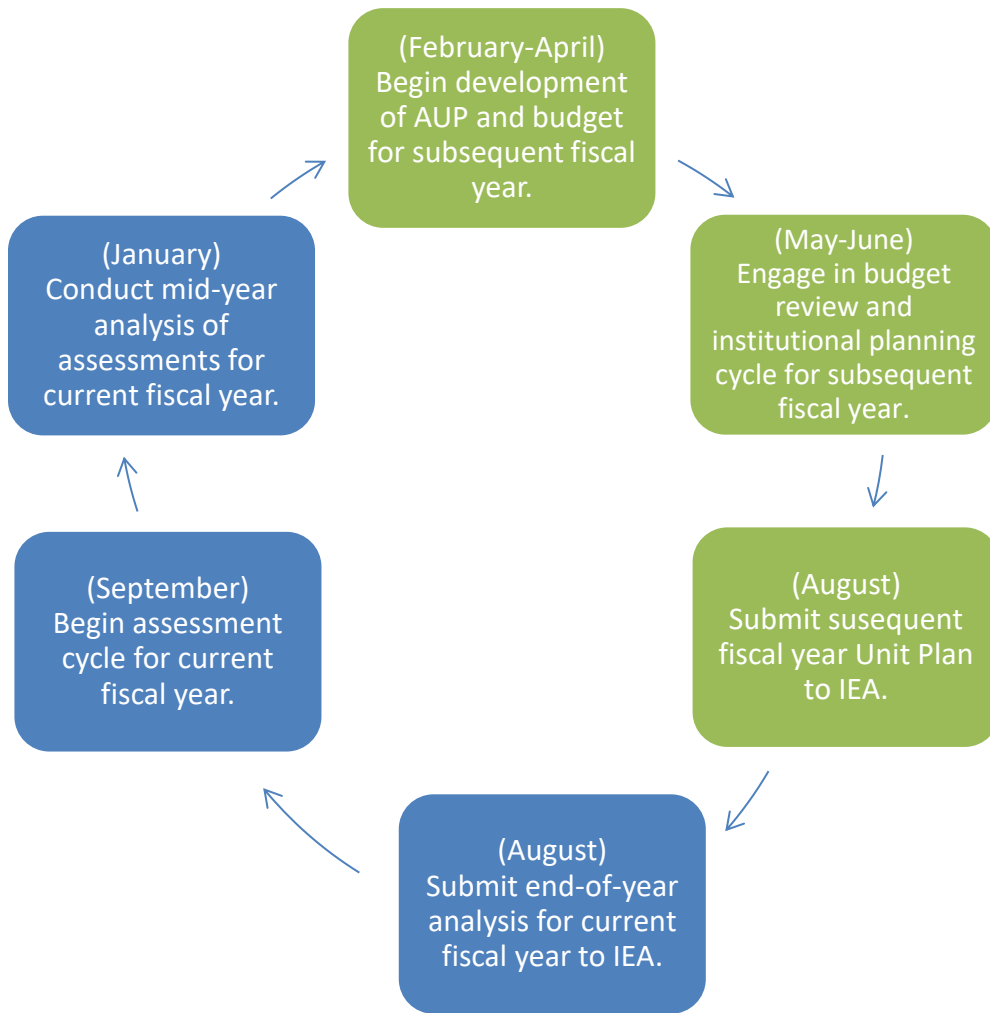 (February-April)
Begin development
of AUP and budget
for subsequent fiscal
year.
(May-June)
Engage in budget
review and
institutional planning
cycle for subsequent
fiscal year.
(August)
Submit susequent
fiscal year Unit Plan
to IEA.
(August)
Submit end-of-year
analysis for current
fiscal year to IEA.
(September)
Begin assessment
cycle for current
fiscal year.
(January)
Conduct mid-year
analysis of
assessments for
current fiscal year.